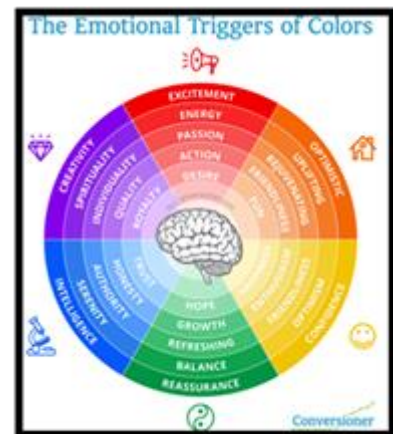 The Emotional Triggers of Colors
EXCITEMENT
ENERGY
PASSION
ACTION
DESIRE
OPTIMISTIC
UPLIFTING
REJUVENATING
FRIENDLINESS
FUN
CONFIDENCE
OPTIMISM
REASSURANCE
BALANCE
REFRESHING
GROWTH
HOPE
INTELLIGENCE
SERENITY
AUTHORITY
HONESTY
TRUST
CREATIVITY
SPIRITUALITY
INDIVIDUALITY
QUALITY
ROYALTY
Conversioner